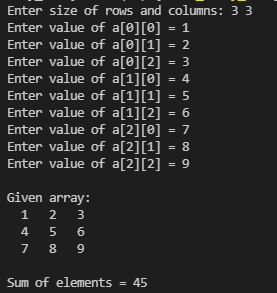 Enter size of rows and columns: 3 3
Enter value of a[0][0] = 1
Enter value of a[0][1] = 2
Enter value of a[0][2] = 3
Enter value of a[1][0] = 4
Enter value of a[1][1] = 5
Enter value of a[1][2] = 6
Enter value of a[2][0] = 7
Enter value of a[2][1] = 8
Enter value of a[2][2] = 9
Given array:
1 2 3
4 5 6
7 8 9
Sum of elements = 45